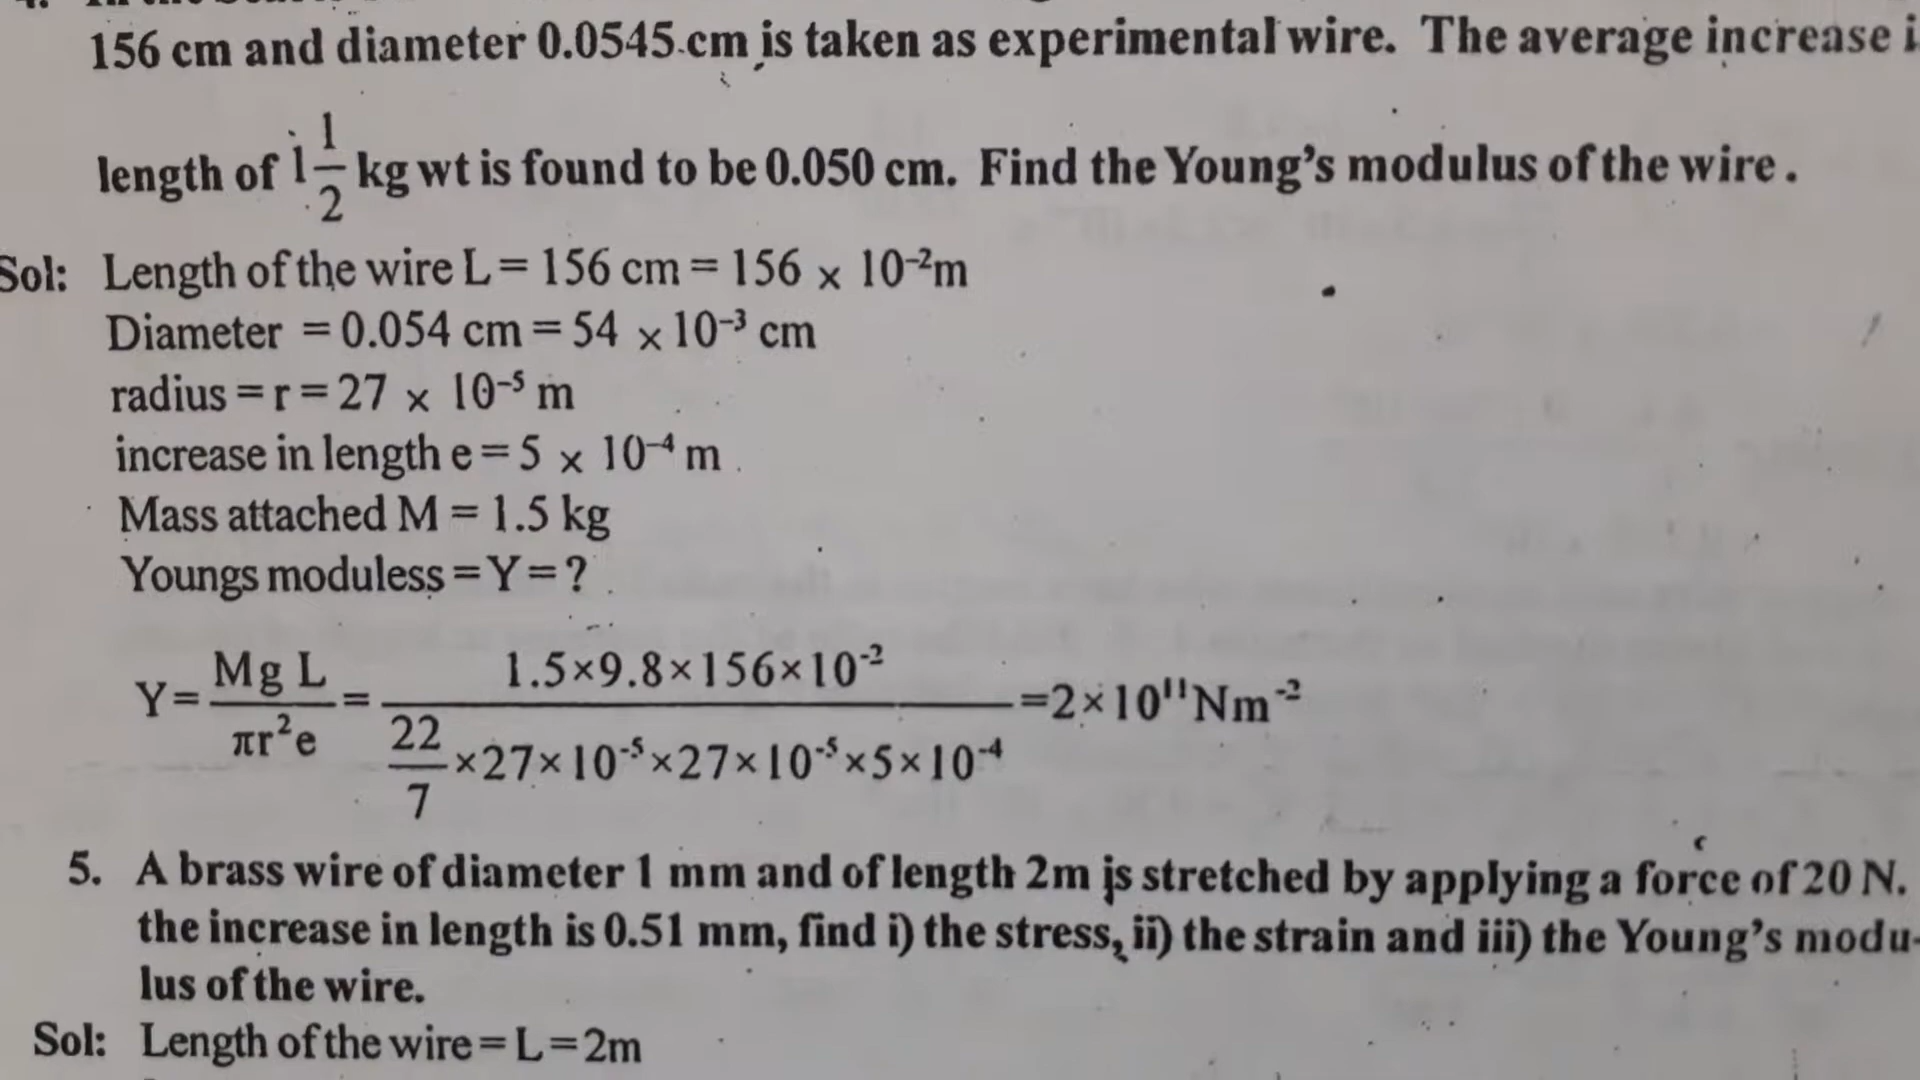 156 cm and diameter 0.0545 cm is taken as experimental wire. The average increase i
length of 1 1/2 kg wt is found to be 0.050 cm. Find the Young's modulus of the wire.
Sol: Length of the wire L = 156 cm = 156 × 10⁻²m
Diameter = 0.054 cm = 54 × 10⁻³ cm
radius = r = 27 × 10⁻⁵ m
increase in length e = 5 × 10⁻⁴ m
Mass attached M = 1.5 kg
Youngs moduless = Y = ?
Y = Mg L / πr²e = 1.5×9.8×156×10⁻² / 22/7 ×27×10⁻⁵×27×10⁻⁵×5×10⁻⁴ = 2×10¹¹Nm⁻²
5. A brass wire of diameter 1 mm and of length 2m is stretched by applying a force of 20 N.
the increase in length is 0.51 mm, find i) the stress, ii) the strain and iii) the Young's modu-
lus of the wire.
Sol: Length of the wire = L = 2m